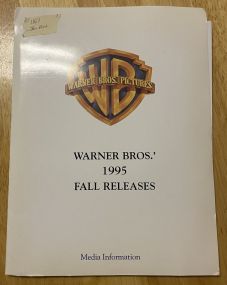 WARNER BROS. PICTURES
WB
WARNER BROS.'
1995
FALL RELEASES
Media Information